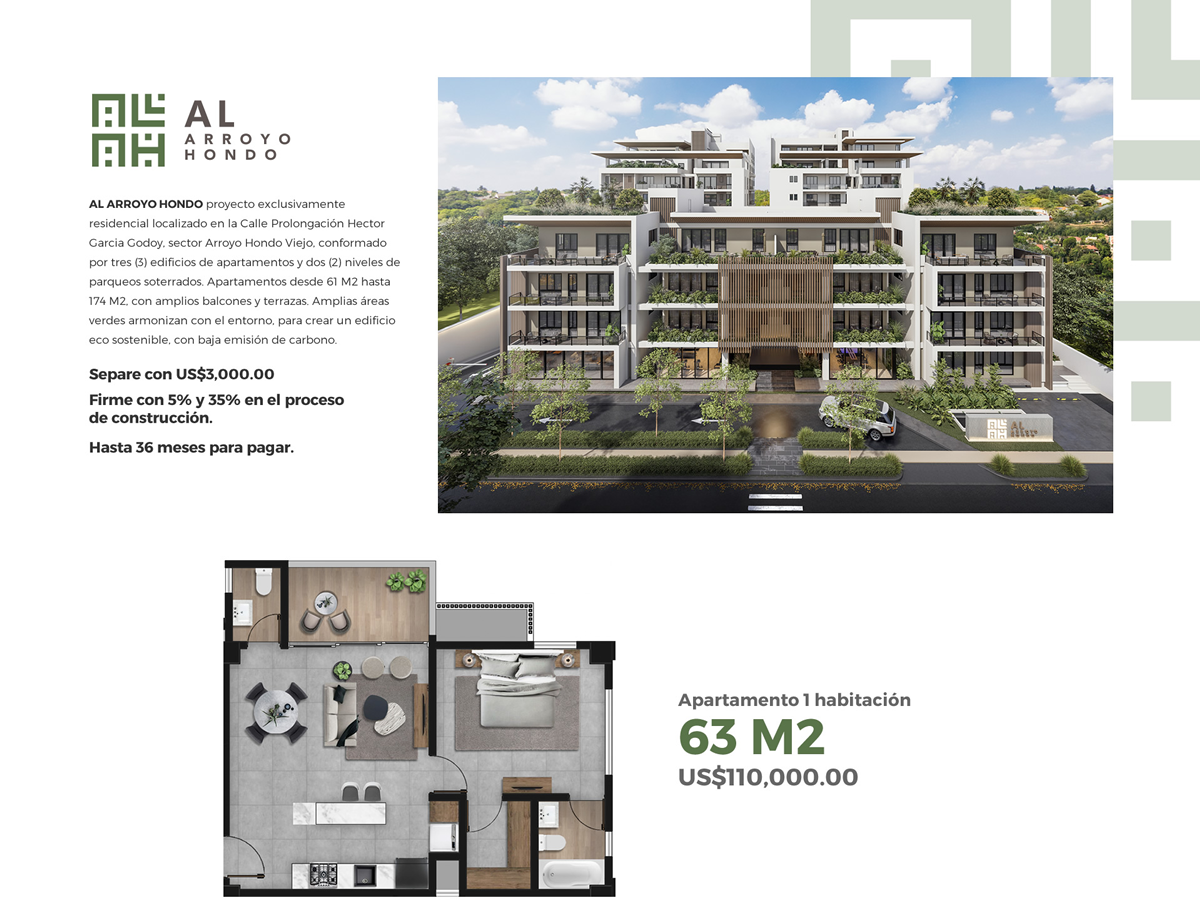 AL
ARROYO
HONDO
AL ARROYO HONDO proyecto exclusivamente
residencial localizado en la Calle Prolongación Hector
Garcia Godoy, sector Arroyo Hondo Viejo, conformado
por tres (3) edificios de apartamentos y dos (2) niveles de
parqueos soterrados. Apartamentos desde 61 M2 hasta
174 M2, con amplios balcones y terrazas. Amplias áreas
verdes armonizan con el entorno, para crear un edificio
eco sostenible, con baja emisión de carbono.
Separe con US$3,000.00
Firme con 5% y 35% en el proceso
de construcción.
Hasta 36 meses para pagar.
AL
ARROYO
HONDO
Apartamento 1 habitación
63 M2
US$110,000.00